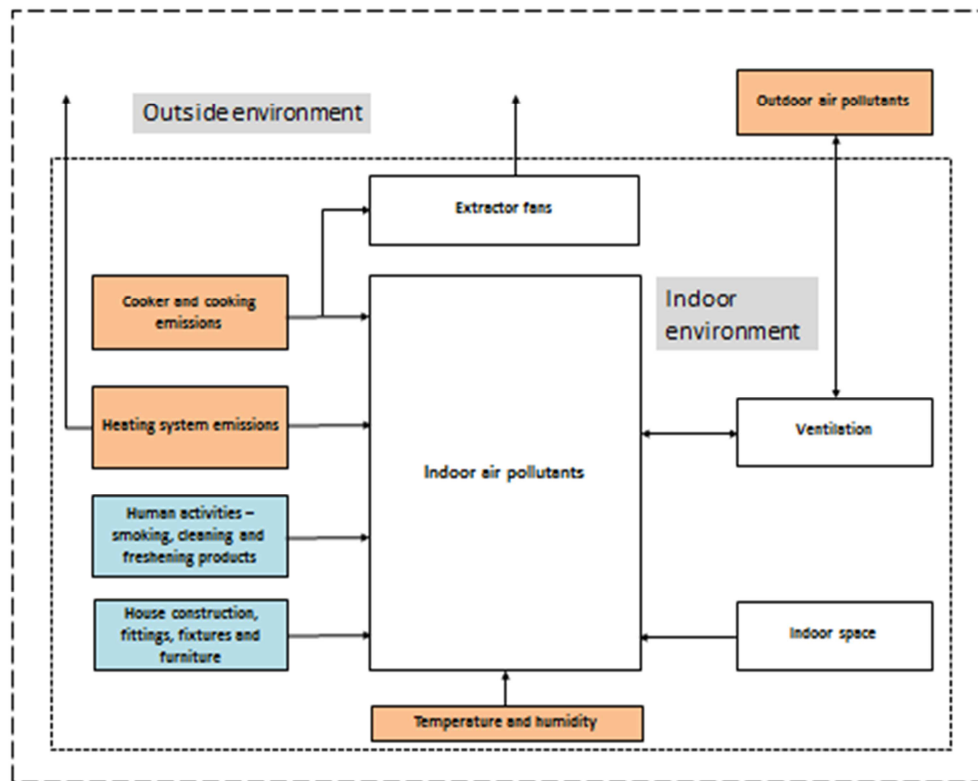 Outside environment
Outdoor air pollutants
Extractor fans
Cooker and cooking
emissions
Indoor
environment
Heating system emissions
Ventilation
Indoor air pollutants
Human activities –
smoking, cleaning and
freshening products
House construction,
fittings, fixtures and
furniture
Indoor space
Temperature and humidity